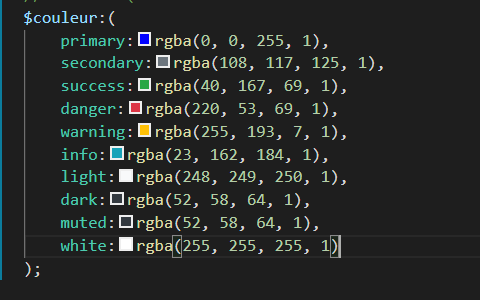 $couleur:(
primary:rgba(0, 0, 255, 1),
secondary:rgba(108, 117, 125, 1),
success:rgba(40, 167, 69, 1),
danger:rgba(220, 53, 69, 1),
warning:rgba(255, 193, 7, 1),
info:rgba(23, 162, 184, 1),
light:rgba(248, 249, 250, 1),
dark:rgba(52, 58, 64, 1),
muted:rgba(52, 58, 64, 1),
white:rgba(255, 255, 255, 1)
);